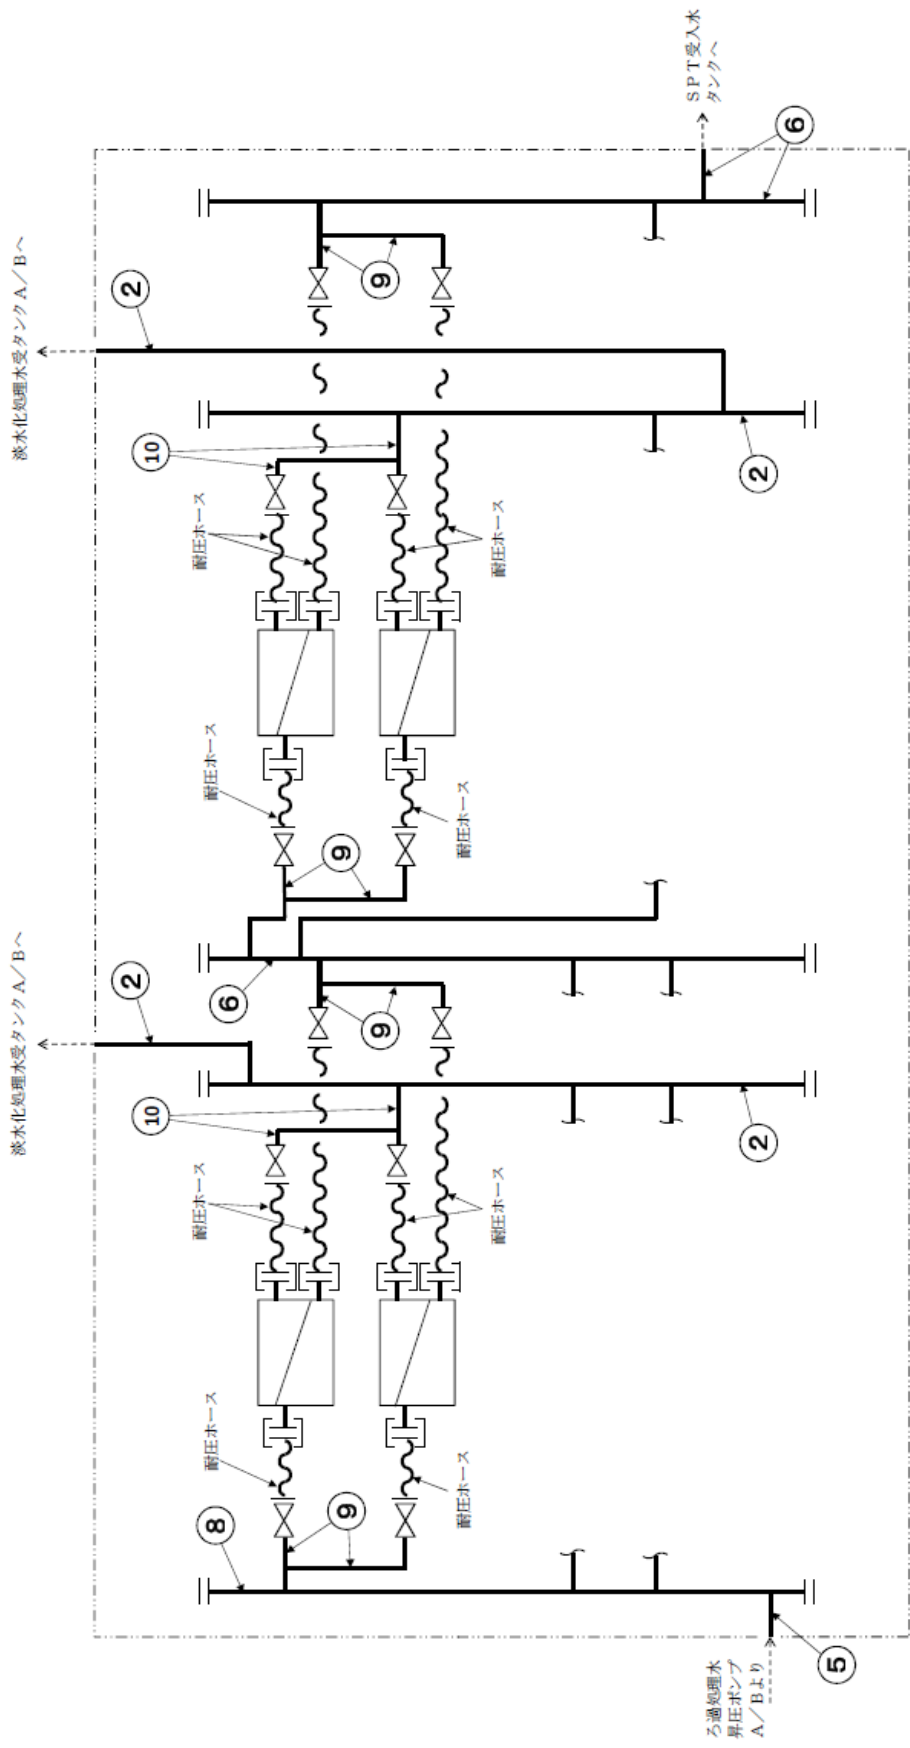 淡水化処理水受タンクA/Bへ
淡水化処理水受タンクA/Bへ
②
②
⑩
⑩
耐圧ホース
耐圧ホース
耐圧ホース
耐圧ホース
⑧
⑥
⑨
⑨
⑨
⑨
耐圧ホース
耐圧ホース
耐圧ホース
耐圧ホース
SPT受入水
タンクへ
ろ過処理水
昇圧ポンプ
A/Bより
②
②
⑥
⑤